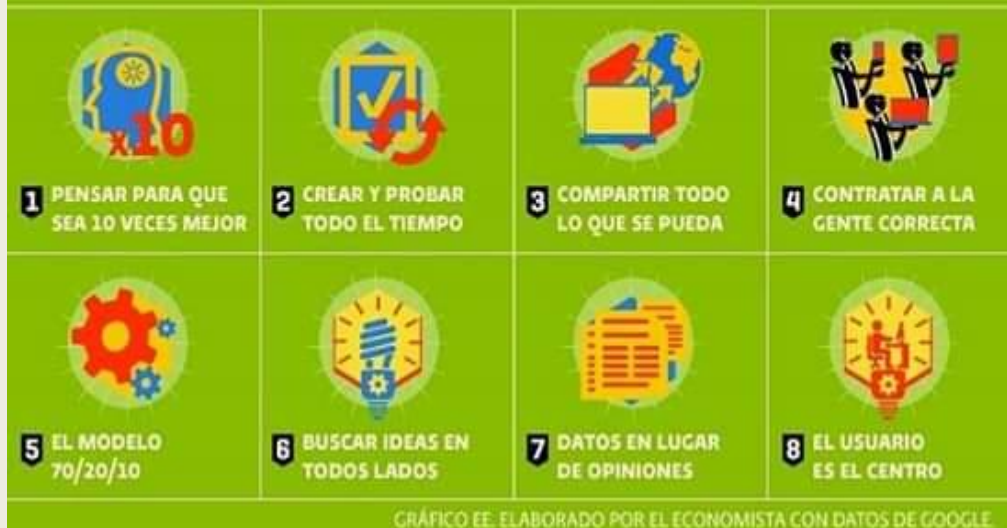 x10
1 PENSAR PARA QUE
SEA 10 VECES MEJOR
2 CREAR Y PROBAR
TODO EL TIEMPO
3 COMPARTIR TODO
LO QUE SE PUEDA
4 CONTRATAR A LA
GENTE CORRECTA
5 EL MODELO
70/20/10
6 BUSCAR IDEAS EN
TODOS LADOS
7 DATOS EN LUGAR
DE OPINIONES
8 EL USUARIO
ES EL CENTRO
GRÁFICO EE. ELABORADO POR EL ECONOMISTA CON DATOS DE GOOGLE